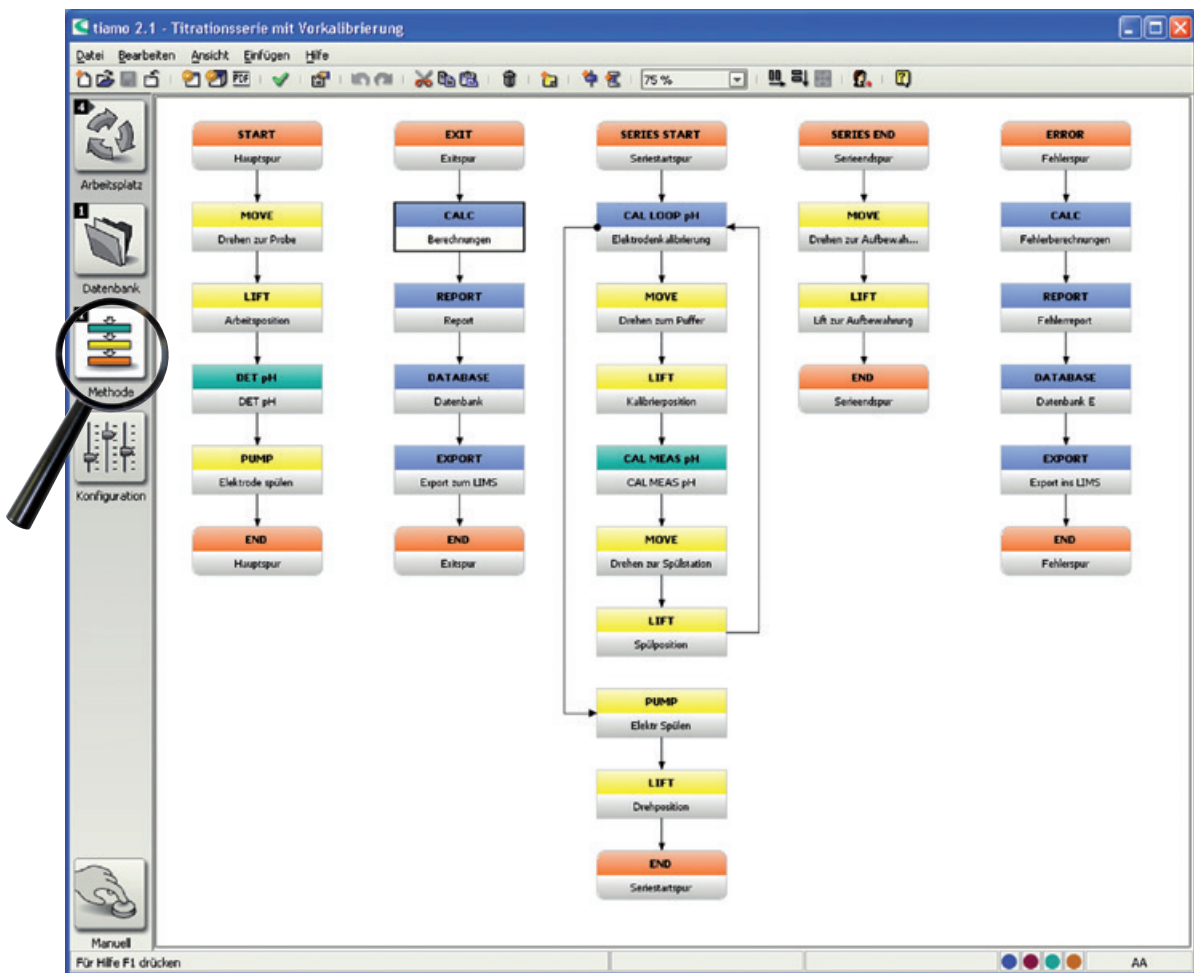 tiamo 2.1 - Titrationsserie mit Vorkalibrierung
Datei Bearbeiten Ansicht Einfügen Hilfe
PDF
75 %
4
Arbeitsplatz
1
Datenbank
Methode
Konfiguration
Manuell
START
Hauptspur
MOVE
Drehen zur Probe
LIFT
Arbeitsposition
DET pH
DET pH
PUMP
Elektrode spülen
END
Hauptspur
EXIT
Exitspur
CALC
Berechnungen
REPORT
Report
DATABASE
Datenbank
EXPORT
Export zum LIMS
END
Exitspur
SERIES START
Seriestartspur
CAL LOOP pH
Elektrodenkalibrierung
MOVE
Drehen zum Puffer
LIFT
Kalibrierposition
CAL MEAS pH
CAL MEAS pH
MOVE
Drehen zur Spülstation
LIFT
Spülposition
PUMP
Elektr Spülen
LIFT
Drehposition
END
Seriestartspur
SERIES END
Serieendspur
MOVE
Drehen zur Aufbewah...
LIFT
Lift zur Aufbewahrung
END
Serieendspur
ERROR
Fehlerspur
CALC
Fehlerberechnungen
REPORT
Fehlerreport
DATABASE
Datenbank E
EXPORT
Export ins LIMS
END
Fehlerspur
Für Hilfe F1 drücken
AA